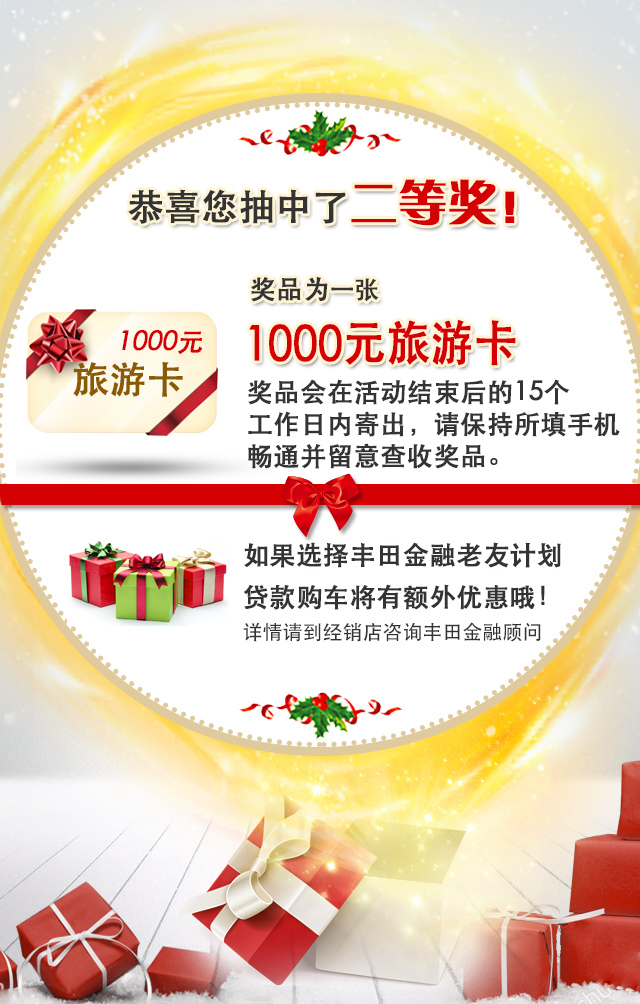 恭喜您抽中了二等奖!
奖品为一张
1000元旅游卡
1000元
旅游卡
奖品会在活动结束后的15个
工作日内寄出，请保持所填手机
畅通并留意查收奖品。
如果选择丰田金融老友计划
贷款购车将有额外优惠哦!
详情请到经销店咨询丰田金融顾问